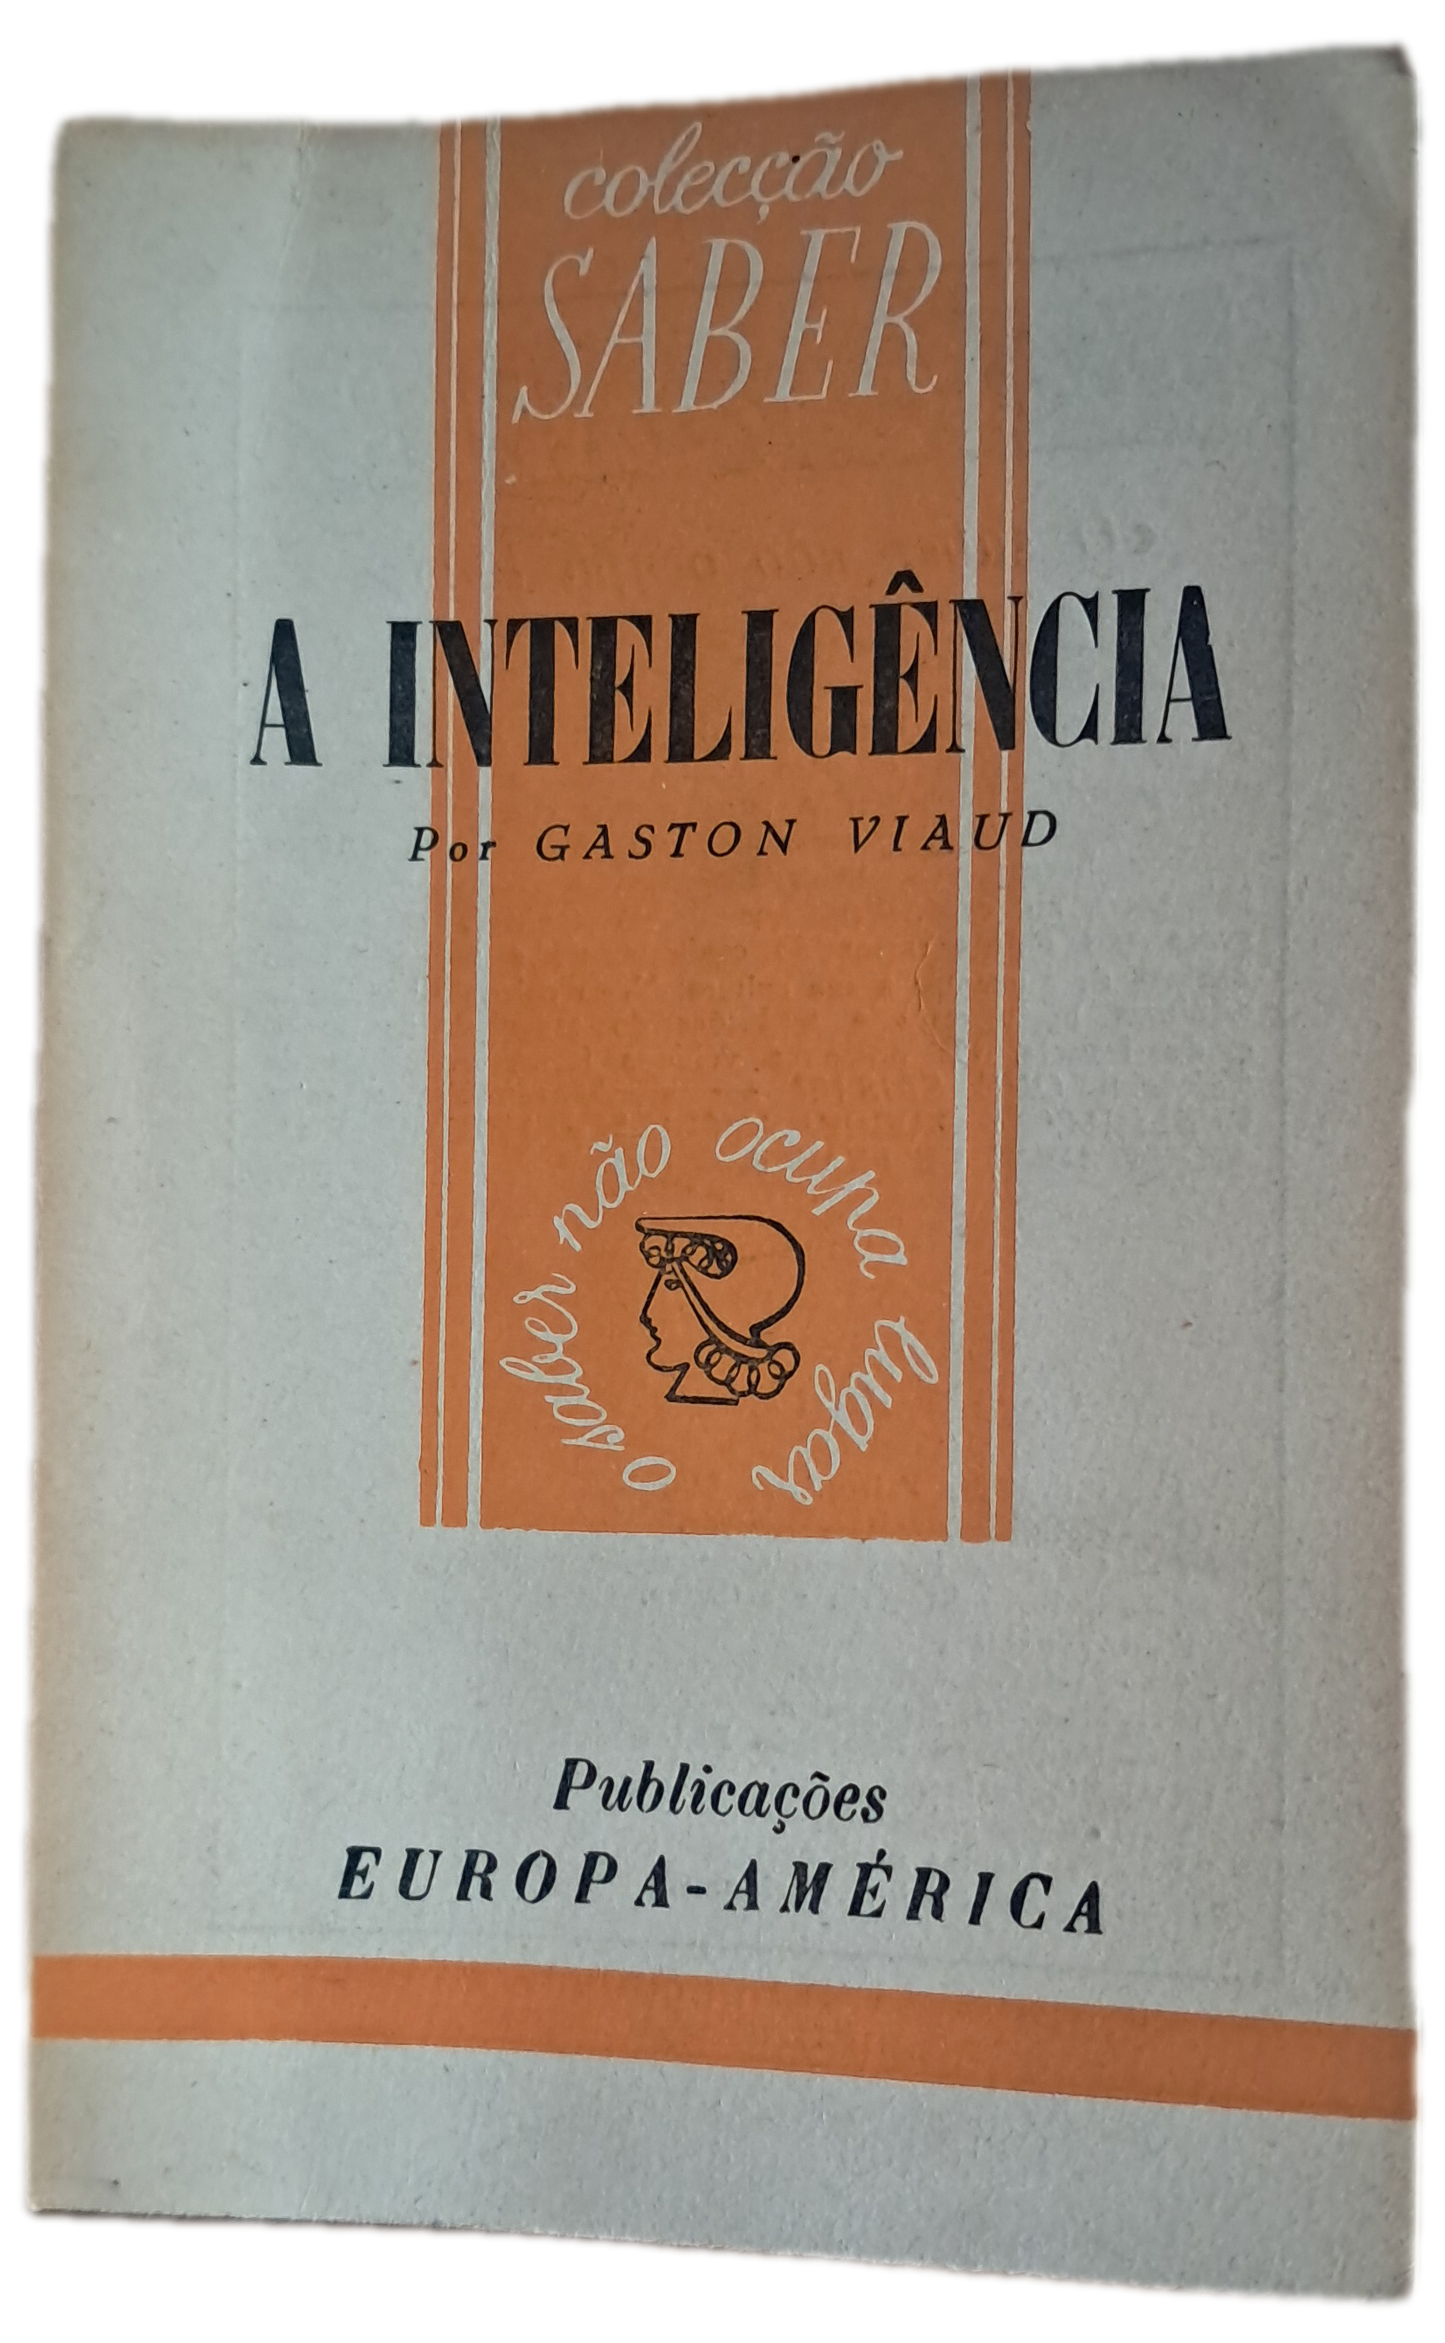 colecção
SABER
A INTELIGÊNCIA
Por GASTON VIAUD
o saber não ocupa lugar
Publicações
EUROPA-AMÉRICA